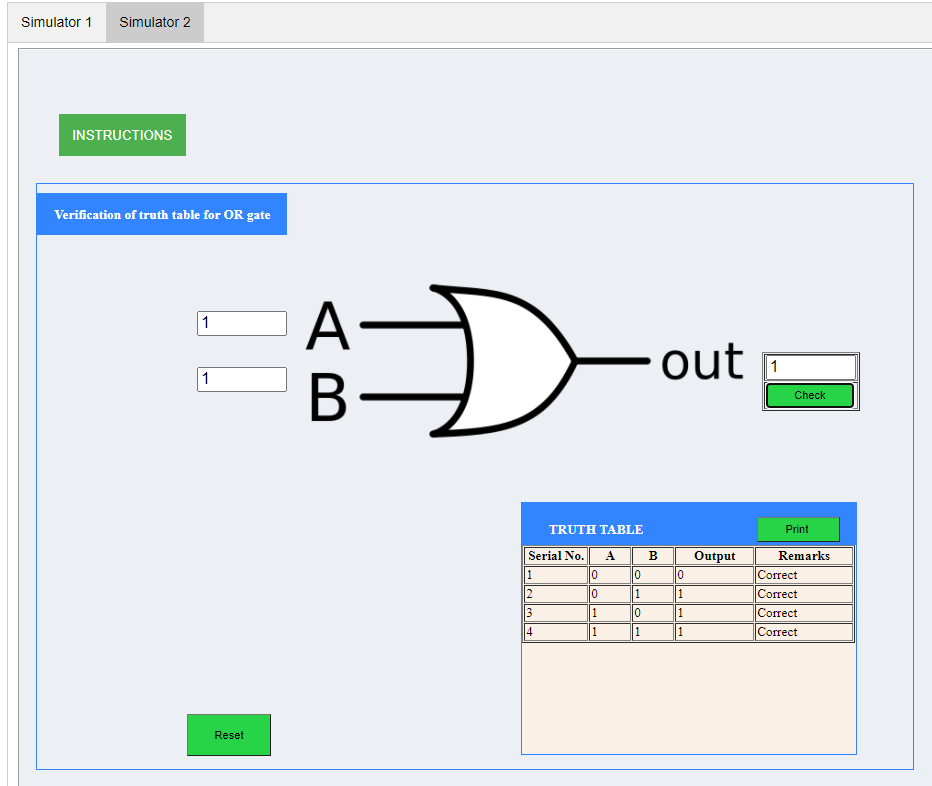 Simulator 1 Simulator 2
INSTRUCTIONS
Verification of truth table for OR gate
1 A
1 B
out 1
Check
TRUTH TABLE Print
Serial No. A B Output Remarks
1 0 0 0 Correct
2 0 1 1 Correct
3 1 0 1 Correct
4 1 1 1 Correct
Reset